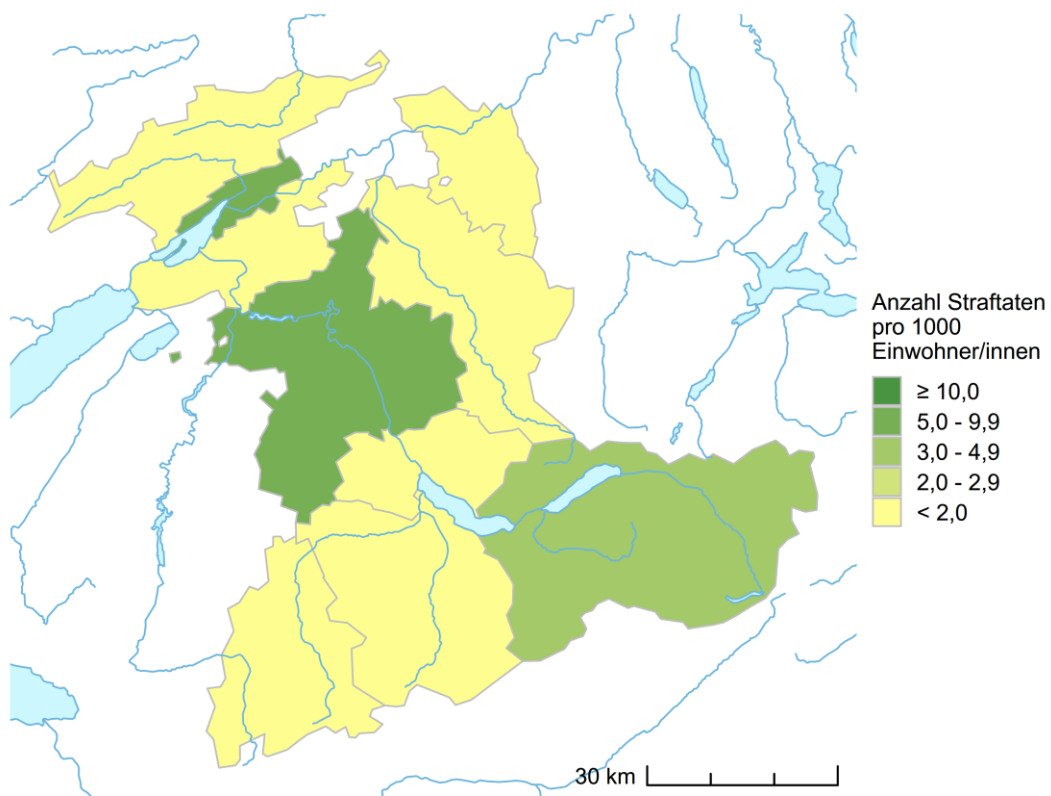 Anzahl Straftaten
pro 1000
Einwohner/innen
≥ 10,0
5,0 - 9,9
3,0 - 4,9
2,0 - 2,9
< 2,0
30 km